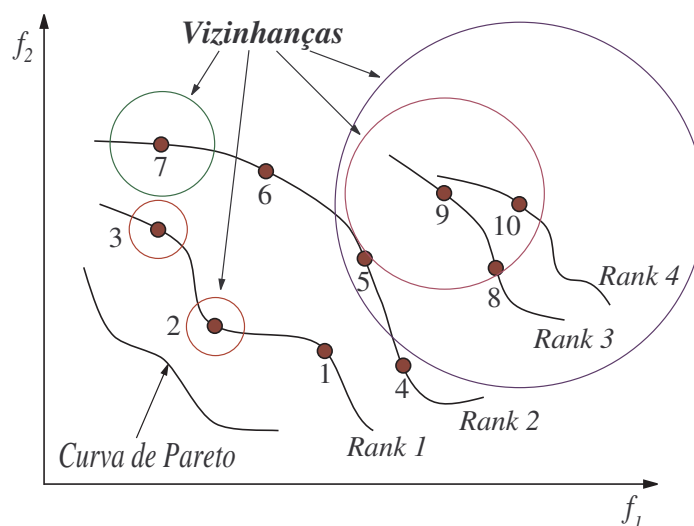 Vizinhanças
f2
7
6
9
10
3
5
8
Rank 4
2
Rank 3
1
4
Rank 2
Rank 1
Curva de Pareto
f1